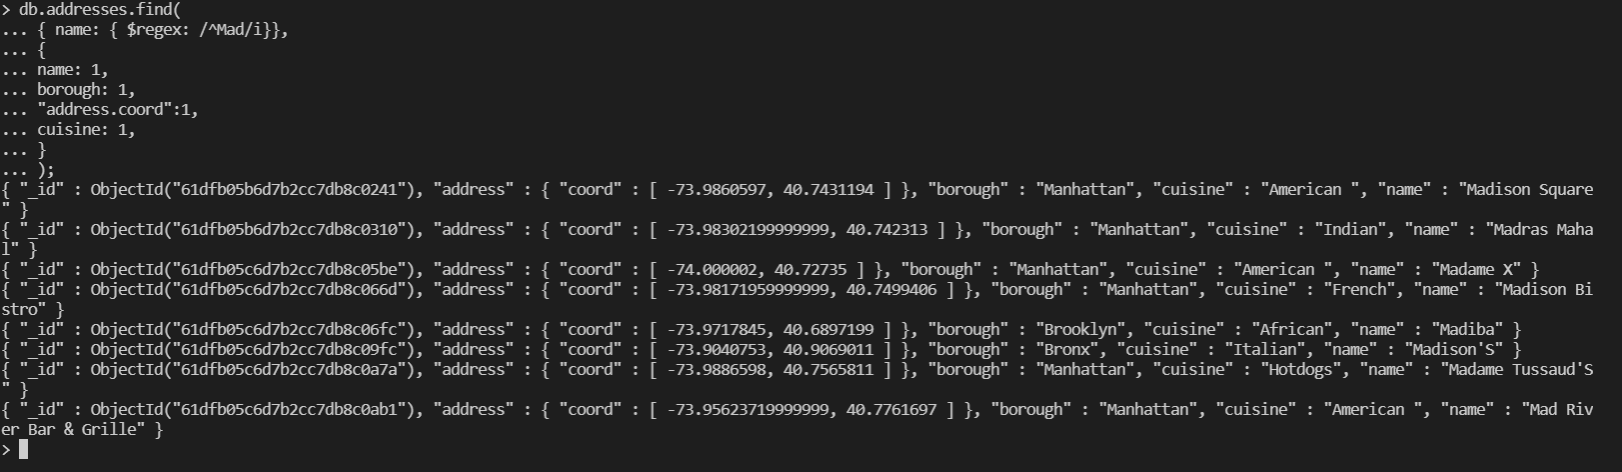 > db.addresses.find(
... { name: { $regex: /^Mad/i}},
... {
... name: 1,
... borough: 1,
... "address.coord":1,
... cuisine: 1,
... }
... );
{ "_id" : ObjectId("61dfb05b6d7b2cc7db8c0241"), "address" : { "coord" : [ -73.9860597, 40.7431194 ] }, "borough" : "Manhattan", "cuisine" : "American ", "name" : "Madison Square
" }
{ "_id" : ObjectId("61dfb05b6d7b2cc7db8c0310"), "address" : { "coord" : [ -73.98302199999999, 40.742313 ] }, "borough" : "Manhattan", "cuisine" : "Indian", "name" : "Madras Maha
l" }
{ "_id" : ObjectId("61dfb05c6d7b2cc7db8c05be"), "address" : { "coord" : [ -74.000002, 40.72735 ] }, "borough" : "Manhattan", "cuisine" : "American ", "name" : "Madame X" }
{ "_id" : ObjectId("61dfb05c6d7b2cc7db8c066d"), "address" : { "coord" : [ -73.98171959999999, 40.7499406 ] }, "borough" : "Manhattan", "cuisine" : "French", "name" : "Madison Bi
stro" }
{ "_id" : ObjectId("61dfb05c6d7b2cc7db8c06fc"), "address" : { "coord" : [ -73.9717845, 40.6897199 ] }, "borough" : "Brooklyn", "cuisine" : "African", "name" : "Madiba" }
{ "_id" : ObjectId("61dfb05c6d7b2cc7db8c09fc"), "address" : { "coord" : [ -73.9040753, 40.9069011 ] }, "borough" : "Bronx", "cuisine" : "Italian", "name" : "Madison'S" }
{ "_id" : ObjectId("61dfb05c6d7b2cc7db8c0a7a"), "address" : { "coord" : [ -73.9886598, 40.7565811 ] }, "borough" : "Manhattan", "cuisine" : "Hotdogs", "name" : "Madame Tussaud'S
" }
{ "_id" : ObjectId("61dfb05c6d7b2cc7db8c0ab1"), "address" : { "coord" : [ -73.95623719999999, 40.7761697 ] }, "borough" : "Manhattan", "cuisine" : "American ", "name" : "Mad Riv
er Bar & Grille" }
>